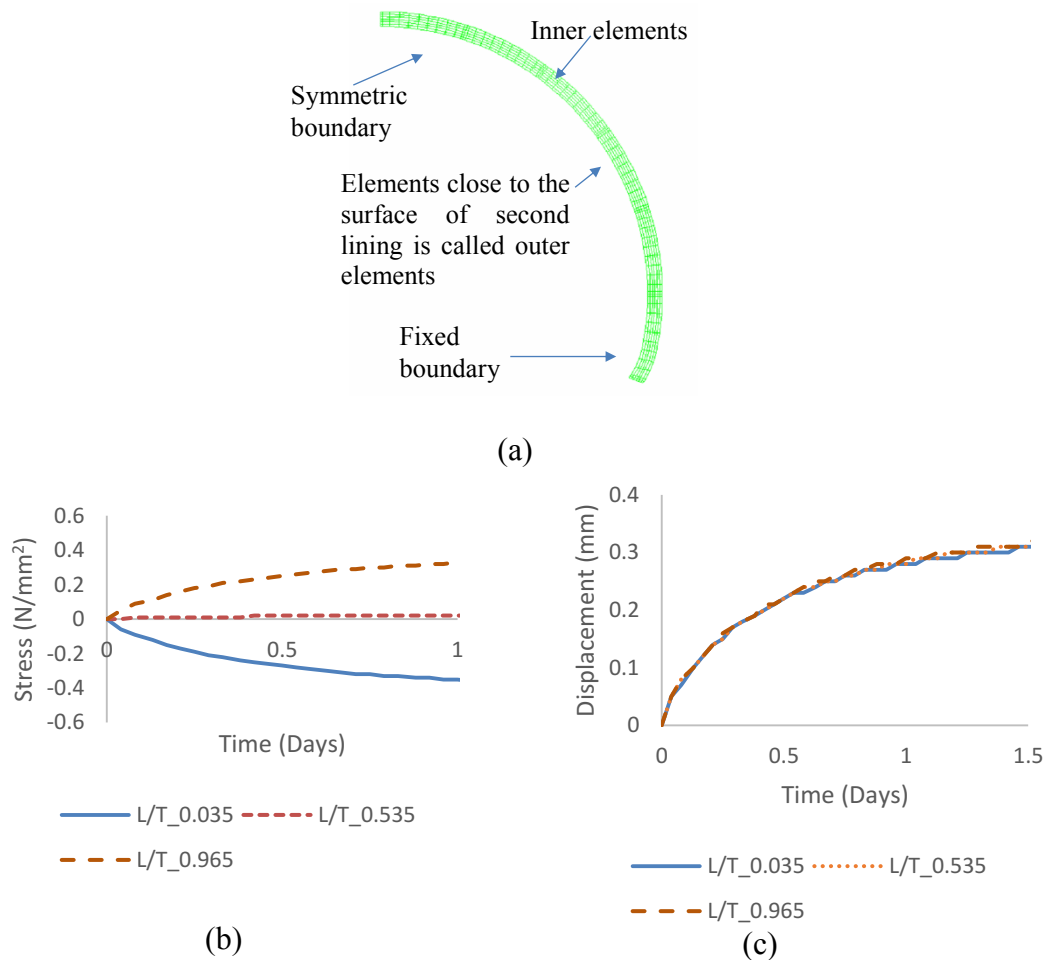 Inner elements
Symmetric
boundary
Elements close to the
surface of second
lining is called outer
elements
Fixed
boundary
(a)
Stress (N/mm²)
0.6
0.4
0.2
0
-0.2
-0.4
-0.6
0 0.5 1
Time (Days)
L/T_0.035 L/T_0.535
L/T_0.965
(b)
Displacement (mm)
0.4
0.3
0.2
0.1
0
0 0.5 1 1.5
Time (Days)
L/T_0.035 L/T_0.535
L/T_0.965
(c)